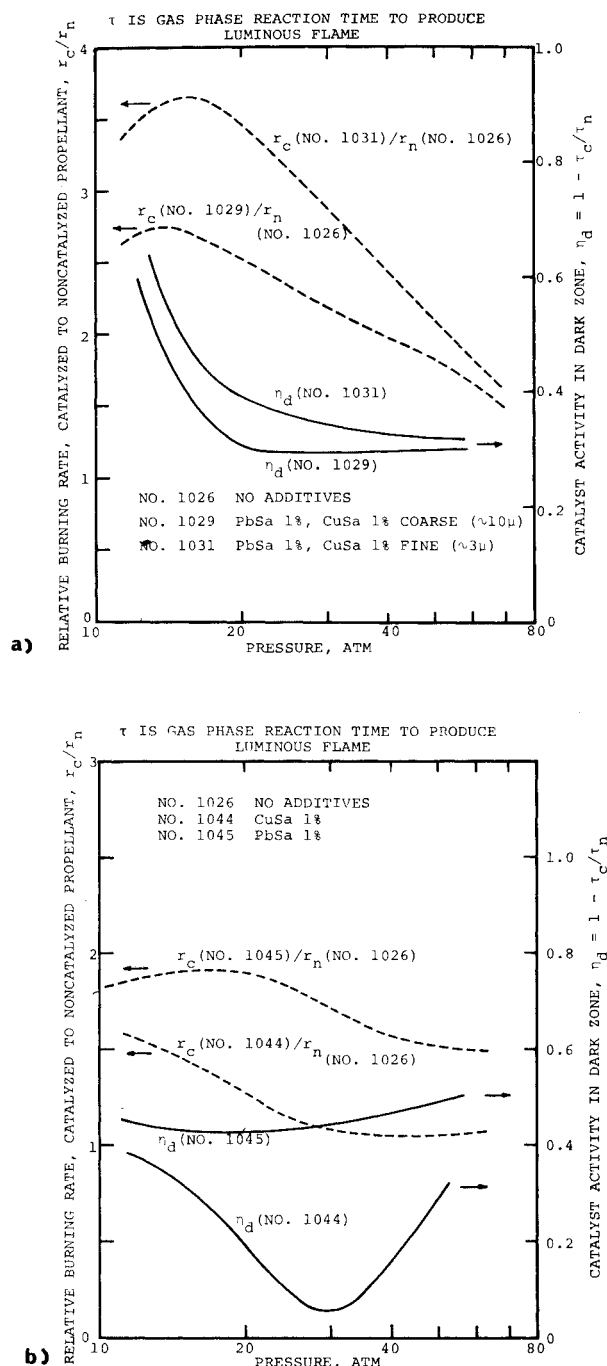 τ IS GAS PHASE REACTION TIME TO PRODUCE
LUMINOUS FLAME
RELATIVE BURNING RATE, CATALYZED TO NONCATALYZED PROPELLANT, r_c/r_n
4
3
2
1
0
1.0
0.8
0.6
0.4
0.2
0
CATALYST ACTIVITY IN DARK ZONE, η_d = 1 - τ_c/τ_n
r_c(NO. 1031)/r_n(NO. 1026)
r_c(NO. 1029)/r_n
(NO. 1026)
η_d(NO. 1031)
η_d(NO. 1029)
NO. 1026 NO ADDITIVES
NO. 1029 PbSa 1%, CuSa 1% COARSE (~10μ)
NO. 1031 PbSa 1%, CuSa 1% FINE (~3μ)
10 20 40 80
PRESSURE, ATM
a)
τ IS GAS PHASE REACTION TIME TO PRODUCE
LUMINOUS FLAME
RELATIVE BURNING RATE, CATALYZED TO NONCATALYZED PROPELLANT, r_c/r_n
3
2
1
0
1.0
0.8
0.6
0.4
0.2
0
CATALYST ACTIVITY IN DARK ZONE, η_d = 1 - τ_c/τ_n
NO. 1026 NO ADDITIVES
NO. 1044 CuSa 1%
NO. 1045 PbSa 1%
r_c(NO. 1045)/r_n(NO. 1026)
r_c(NO. 1044)/r_n
(NO. 1026)
η_d(NO. 1045)
η_d(NO. 1044)
10 20 40 80
PRESSURE, ATM
b)